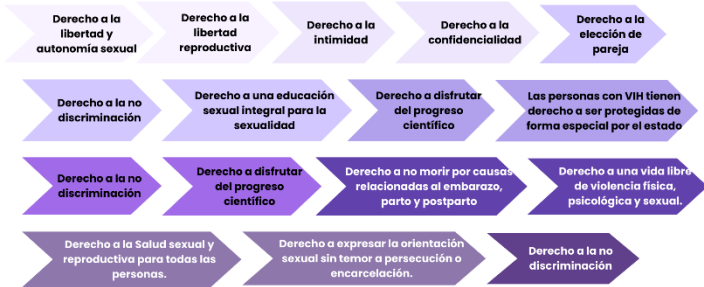 Derecho a la
libertad y
autonomía sexual
Derecho a la
libertad
reproductiva
Derecho a la
intimidad
Derecho a la
confidencialidad
Derecho a la
elección de
pareja
Derecho a la no
discriminación
Derecho a una educación
sexual integral para la
sexualidad
Derecho a disfrutar
del progreso
científico
Las personas con VIH tienen
derecho a ser protegidas de
forma especial por el estado
Derecho a la no
discriminación
Derecho a disfrutar
del progreso
científico
Derecho a no morir por causas
relacionadas al embarazo,
parto y postparto
Derecho a una vida libre
de violencia física,
psicológica y sexual.
Derecho a la Salud sexual y
reproductiva para todas las
personas.
Derecho a expresar la orientación
sexual sin temor a persecución o
encarcelación.
Derecho a la no
discriminación